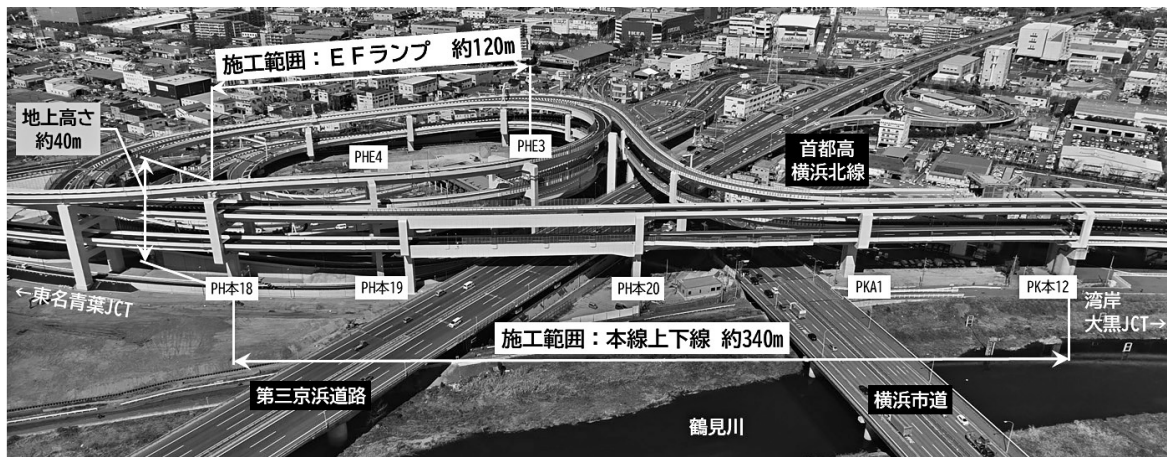 施工範囲：EFランプ 約120m
地上高さ
約40m
PHE4
PHE3
首都高
横浜北線
IKEA
←東名青葉JCT
PH本18
PH本19
PH本20
PKA1
PK本12
湾岸
大黒JCT→
施工範囲：本線上下線 約340m
第三京浜道路
横浜市道
鶴見川